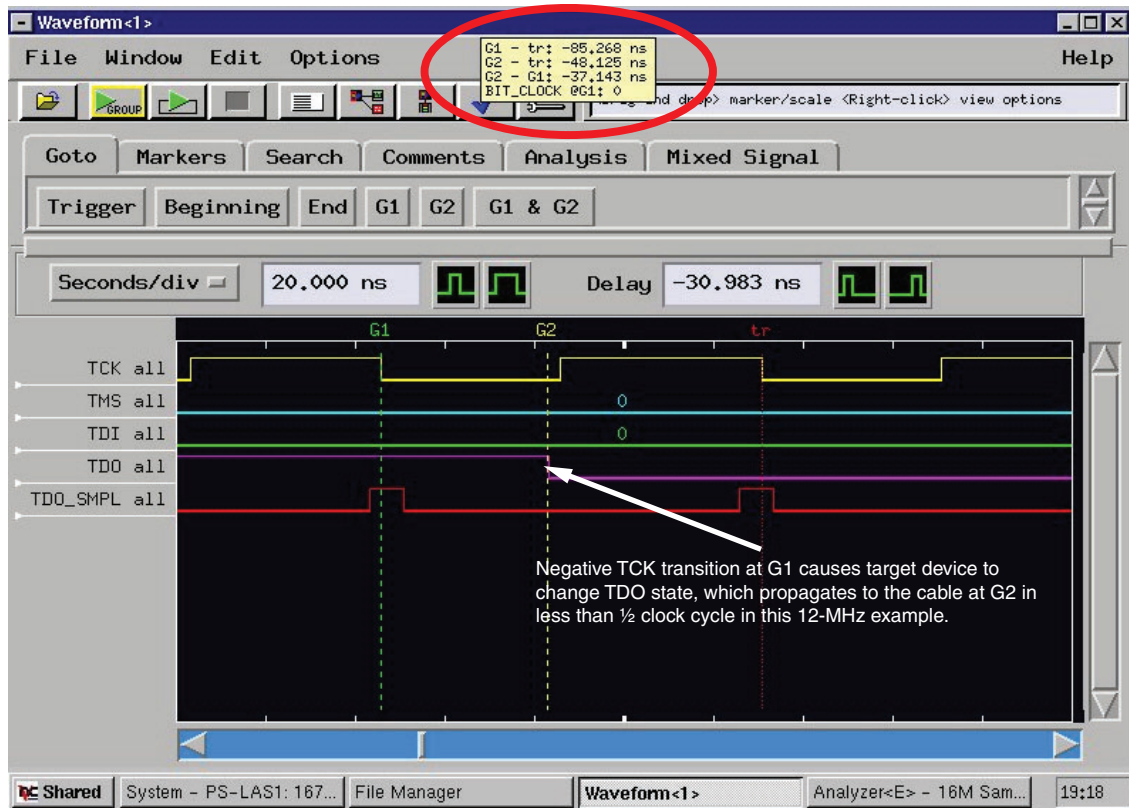 Waveform<1>
File Window Edit Options Help
G1 - tr: -85.268 ns
G2 - tr: -48.125 ns
G2 - G1: -37.143 ns
BIT_CLOCK @G1: 0
GROUP
nd drop> marker/scale <Right-click> view options
Goto Markers Search Comments Analysis Mixed Signal
Trigger Beginning End G1 G2 G1 & G2
Seconds/div 20.000 ns Delay -30.983 ns
G1 G2 tr
TCK all
TMS all 0
TDI all 0
TDO all
TDO_SMPL all
Negative TCK transition at G1 causes target device to
change TDO state, which propagates to the cable at G2 in
less than ½ clock cycle in this 12-MHz example.
Shared System - PS-LAS1: 167... File Manager Waveform<1> Analyzer<E> - 16M Sam... 19:18